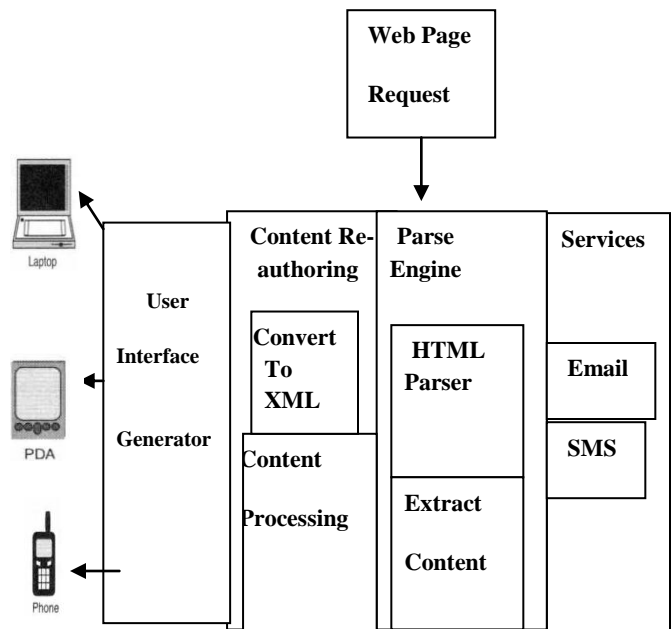 Web Page
Request
Laptop
PDA
Phone
User
Interface
Generator
Content Re-
authoring
Convert
To
XML
Content
Processing
Parse
Engine
HTML
Parser
Extract
Content
Services
Email
SMS